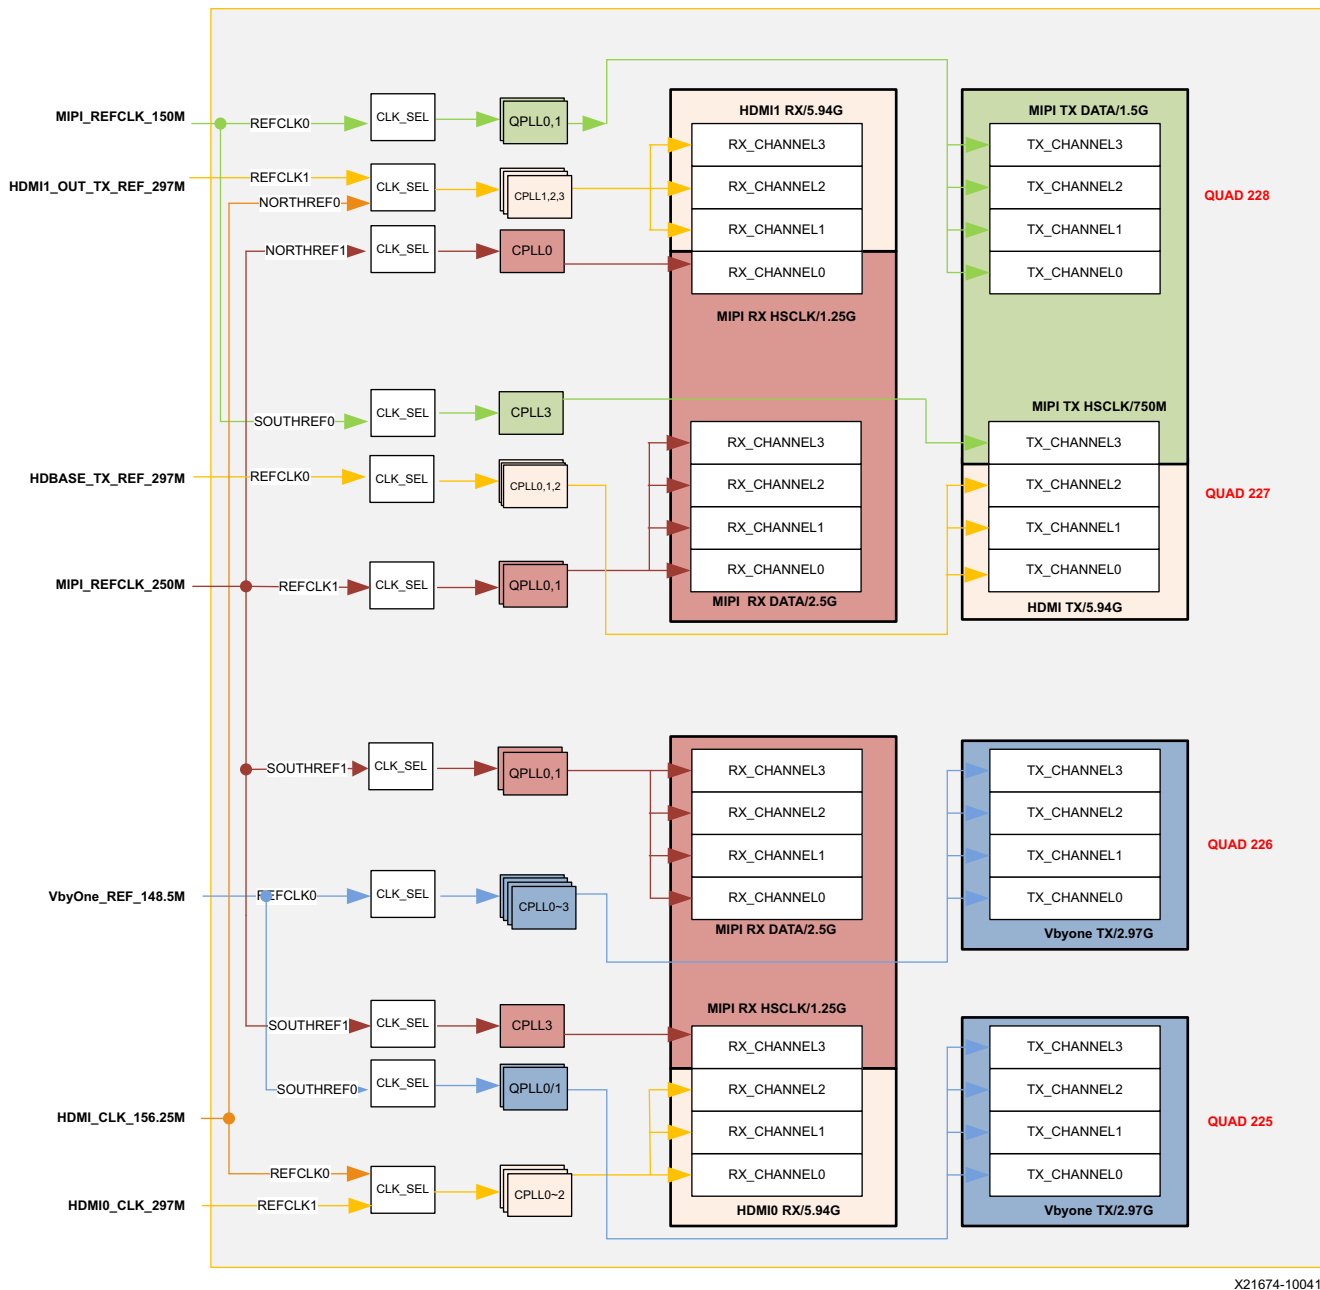 MIPI_REFCLK_150M
REFCLK0
CLK_SEL
QPLL0,1
HDMI1_OUT_TX_REF_297M
REFCLK1
NORTHREF0
CLK_SEL
CPLL1,2,3
NORTHREF1
CLK_SEL
CPLL0
HDMI1 RX/5.94G
RX_CHANNEL3
RX_CHANNEL2
RX_CHANNEL1
RX_CHANNEL0
MIPI RX HSCLK/1.25G
MIPI TX DATA/1.5G
TX_CHANNEL3
TX_CHANNEL2
TX_CHANNEL1
TX_CHANNEL0
QUAD 228
SOUTHREF0
CLK_SEL
CPLL3
HDBASE_TX_REF_297M
REFCLK0
CLK_SEL
CPLL0,1,2
MIPI_REFCLK_250M
REFCLK1
CLK_SEL
QPLL0,1
RX_CHANNEL3
RX_CHANNEL2
RX_CHANNEL1
RX_CHANNEL0
MIPI RX DATA/2.5G
MIPI TX HSCLK/750M
TX_CHANNEL3
TX_CHANNEL2
TX_CHANNEL1
TX_CHANNEL0
HDMI TX/5.94G
QUAD 227
SOUTHREF1
CLK_SEL
QPLL0,1
VbyOne_REF_148.5M
REFCLK0
CLK_SEL
CPLL0~3
RX_CHANNEL3
RX_CHANNEL2
RX_CHANNEL1
RX_CHANNEL0
MIPI RX DATA/2.5G
TX_CHANNEL3
TX_CHANNEL2
TX_CHANNEL1
TX_CHANNEL0
Vbyone TX/2.97G
QUAD 226
SOUTHREF1
CLK_SEL
CPLL3
SOUTHREF0
CLK_SEL
QPLL0/1
HDMI_CLK_156.25M
REFCLK0
HDMI0_CLK_297M
REFCLK1
CLK_SEL
CPLL0~2
MIPI RX HSCLK/1.25G
RX_CHANNEL3
RX_CHANNEL2
RX_CHANNEL1
RX_CHANNEL0
HDMI0 RX/5.94G
TX_CHANNEL3
TX_CHANNEL2
TX_CHANNEL1
TX_CHANNEL0
Vbyone TX/2.97G
QUAD 225
X21674-10041